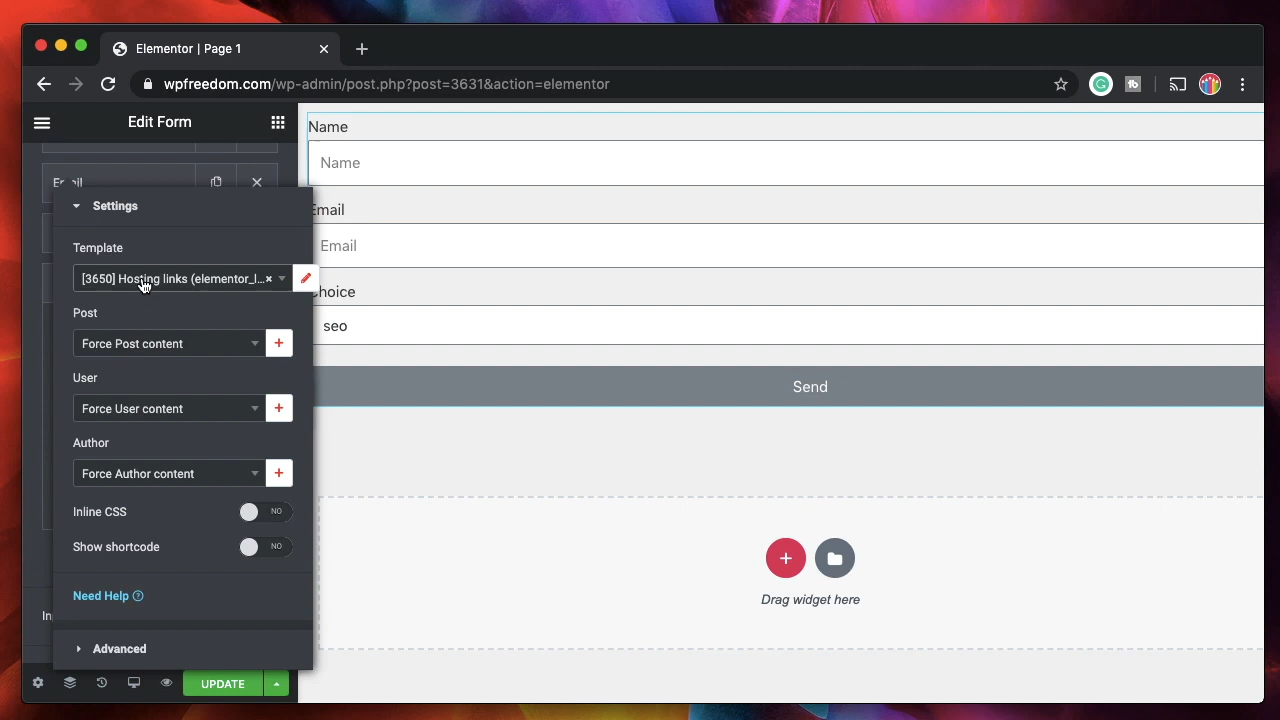 Elementor | Page 1
wpfreedom.com/wp-admin/post.php?post=3631&action=elementor
Edit Form
Settings
Template
[3650] Hosting links (elementor_l...
Post
Force Post content
User
Force User content
Author
Force Author content
Inline CSS
NO
Show shortcode
NO
Need Help
Advanced
UPDATE
Name
Name
Email
Email
Choice
seo
Send
Drag widget here